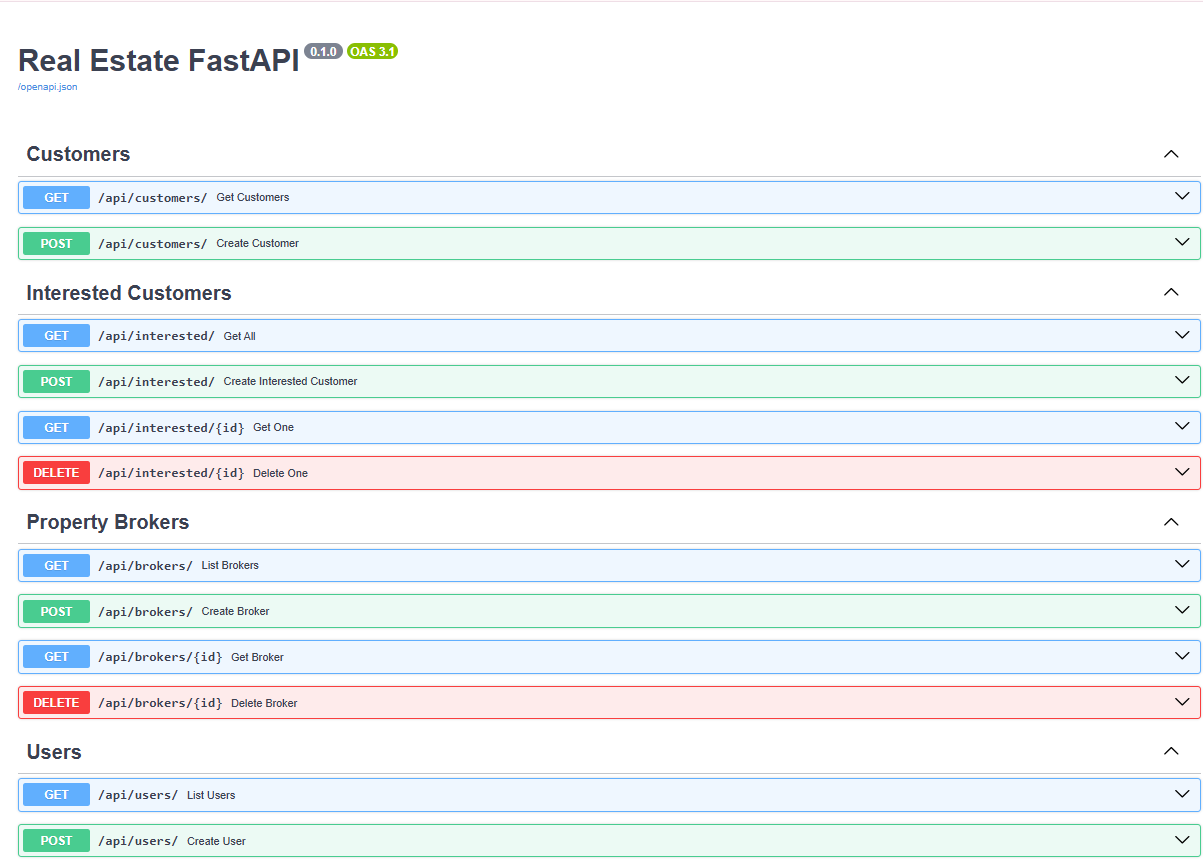 Real Estate FastAPI 0.1.0 OAS 3.1
/openapi.json
Customers
GET /api/customers/ Get Customers
POST /api/customers/ Create Customer
Interested Customers
GET /api/interested/ Get All
POST /api/interested/ Create Interested Customer
GET /api/interested/{id} Get One
DELETE /api/interested/{id} Delete One
Property Brokers
GET /api/brokers/ List Brokers
POST /api/brokers/ Create Broker
GET /api/brokers/{id} Get Broker
DELETE /api/brokers/{id} Delete Broker
Users
GET /api/users/ List Users
POST /api/users/ Create User